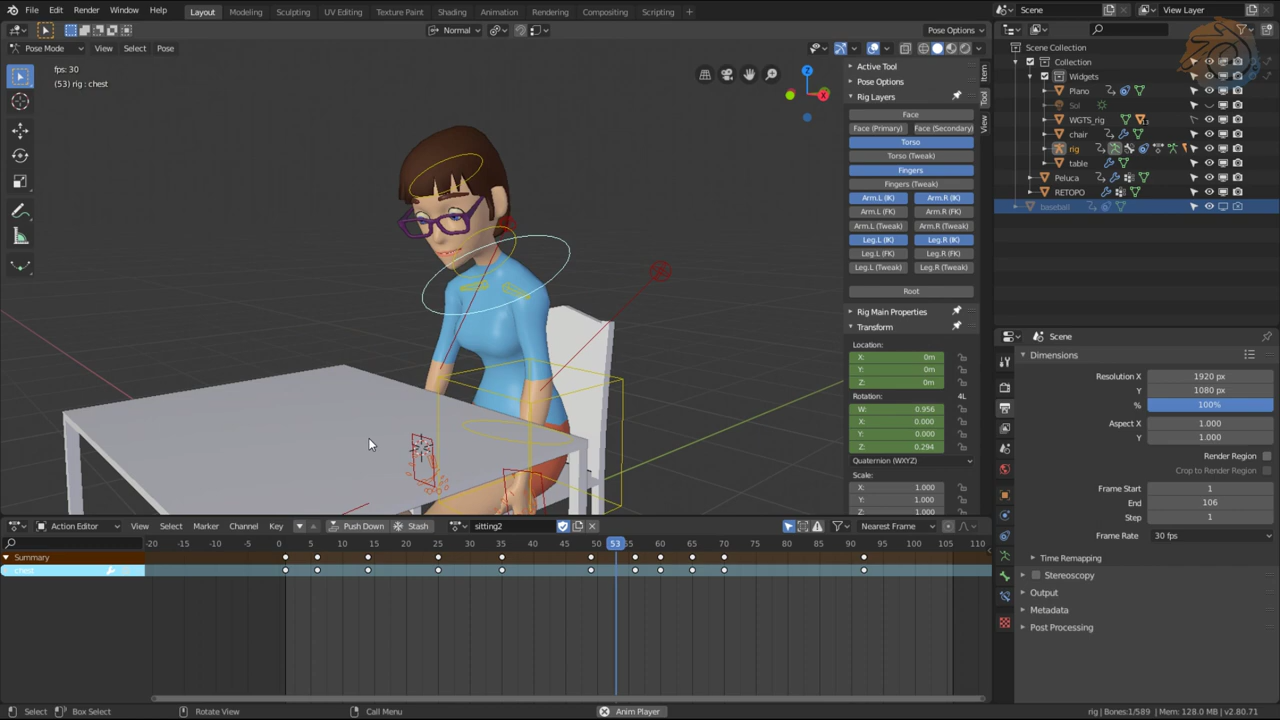 File Edit Render Window Help Layout Modeling Sculpting UV Editing Texture Paint Shading Animation Rendering Compositing Scripting + Scene View Layer
Normal Pose Options
Pose Mode View Select Pose
fps: 30
(53) rig : chest
Z
X
Item
Tool
View
Active Tool
Pose Options
Rig Layers
Face
Face (Primary) Face (Secondary)
Torso
Torso (Tweak)
Fingers
Fingers (Tweak)
Arm.L (IK) Arm.R (IK)
Arm.L (FK) Arm.R (FK)
Arm.L (Tweak) Arm.R (Tweak)
Leg.L (IK) Leg.R (IK)
Leg.L (FK) Leg.R (FK)
Leg.L (Tweak) Leg.R (Tweak)
Root
Rig Main Properties
Transform
Location:
X: 0m
Y: 0m
Z: 0m
Rotation: 4L
W: 0.956
X: 0.000
Y: 0.000
Z: 0.294
Quaternion (WXYZ)
Scale:
X: 1.000
Y: 1.000
Z: 1.000
Scene Collection
Collection
Widgets
Plano
Sol
WGTS_rig
chair
rig
table
Peluca
RETOPO
baseball
Scene
Dimensions
Resolution X 1920 px
Y 1080 px
% 100%
Aspect X 1.000
Y 1.000
Render Region
Crop to Render Region
Frame Start 1
End 106
Step 1
Frame Rate 30 fps
Time Remapping
Stereoscopy
Output
Metadata
Post Processing
Action Editor View Select Marker Channel Key Push Down Stash sitting2 Nearest Frame
-20 -15 -10 -5 0 5 10 15 20 25 30 35 40 45 50 53 60 65 70 75 80 85 90 95 100 105 110
Summary
chest
Select Box Select Rotate View Call Menu Anim Player rig | Bones:1/589 | Mem: 128.0 MB | v2.80.71